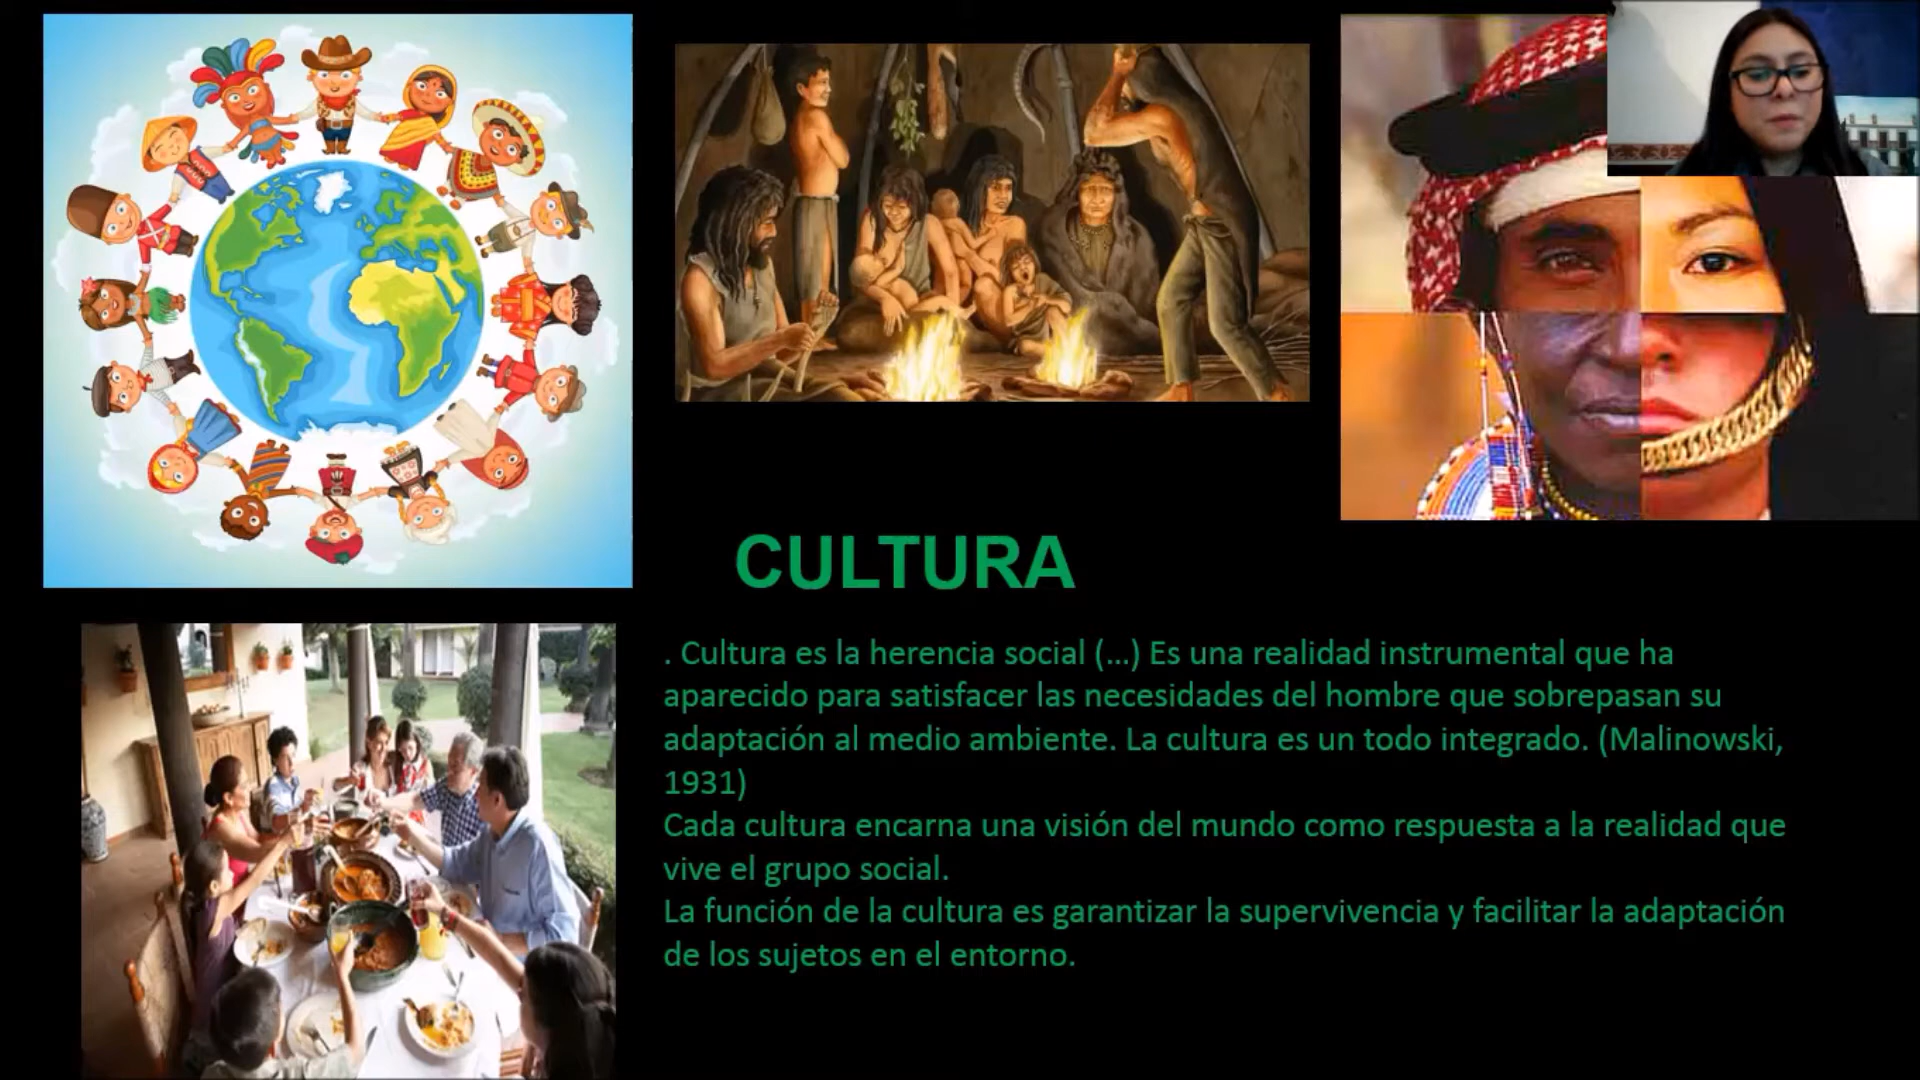 CULTURA
. Cultura es la herencia social (...) Es una realidad instrumental que ha
aparecido para satisfacer las necesidades del hombre que sobrepasan su
adaptación al medio ambiente. La cultura es un todo integrado. (Malinowski,
1931)
Cada cultura encarna una visión del mundo como respuesta a la realidad que
vive el grupo social.
La función de la cultura es garantizar la supervivencia y facilitar la adaptación
de los sujetos en el entorno.